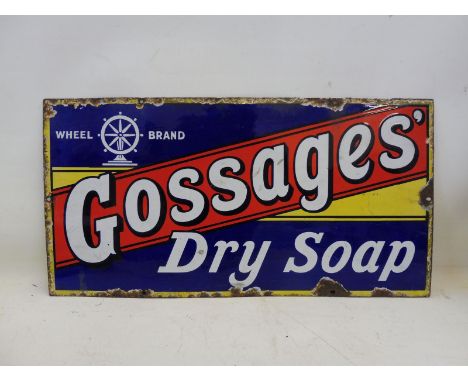 WHEEL BRAND
Gossages'
Dry Soap